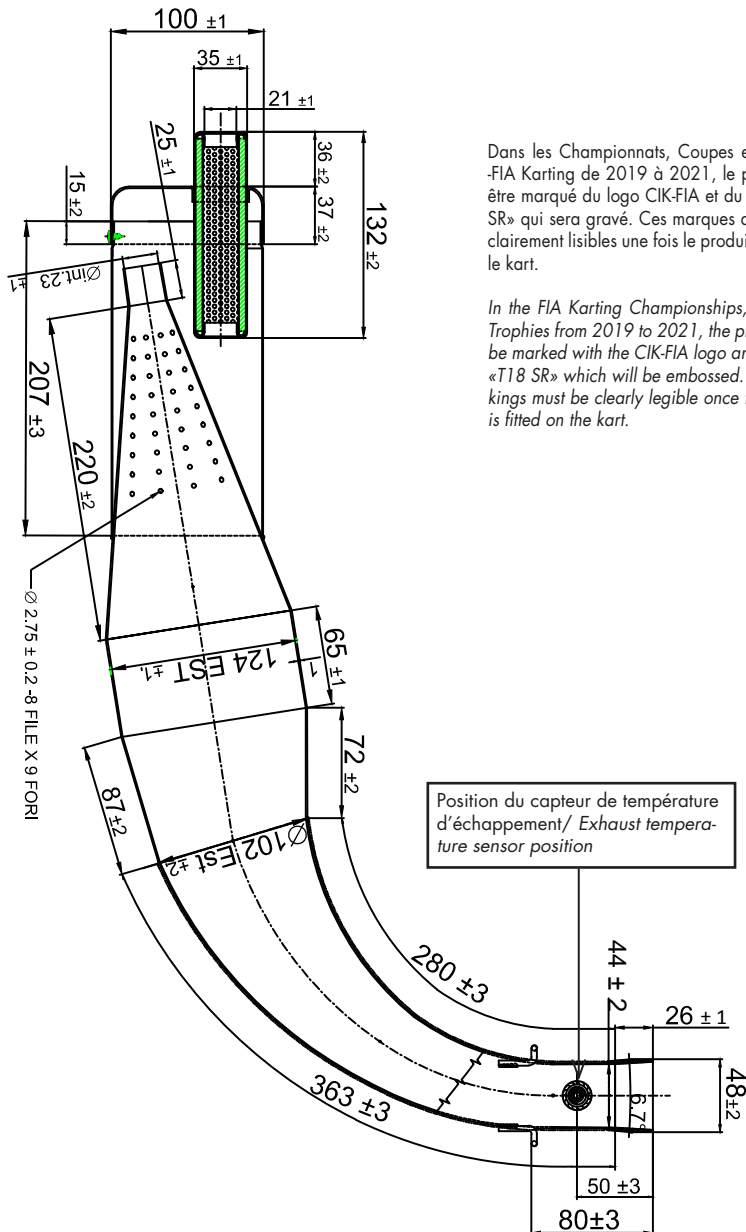 100 ±1
35 ±1
21 ±1
25 ±1
36 ±2
37 ±2
132 ±2
15 ±2
Øint.23 ±1
207 ±3
220 ±2
Ø 2.75 ± 0.2 -8 FILE X 9 FORI
65 ±1
124 EST ±1.
1
72 ±2
87±2
Ø102 Est ±2
Dans les Championnats, Coupes e
-FIA Karting de 2019 à 2021, le p
être marqué du logo CIK-FIA et du
SR» qui sera gravé. Ces marques d
clairement lisibles une fois le produi
le kart.
In the FIA Karting Championships,
Trophies from 2019 to 2021, the p
be marked with the CIK-FIA logo an
«T18 SR» which will be embossed.
kings must be clearly legible once
is fitted on the kart.
Position du capteur de température
d'échappement/ Exhaust tempera-
ture sensor position
280 ±3
363 ±3
44 ± 2
26 ± 1
48±2
6.7°
50 ±3
80±3